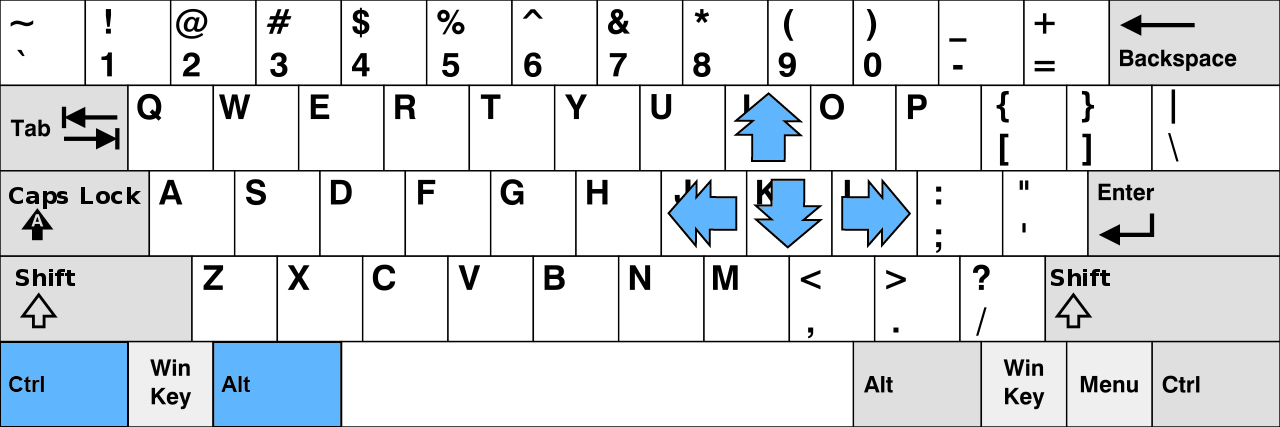 ~ ! @ # $ % ^ & * ( ) _ +
` 1 2 3 4 5 6 7 8 9 0 - = Backspace
Tab Q W E R T Y U O P { } |
[ ] \
Caps Lock A S D F G H J K L : " Enter
A ; '
Shift Z X C V B N M < > ? Shift
, . /
Ctrl Win Key Alt Alt Win Key Menu Ctrl